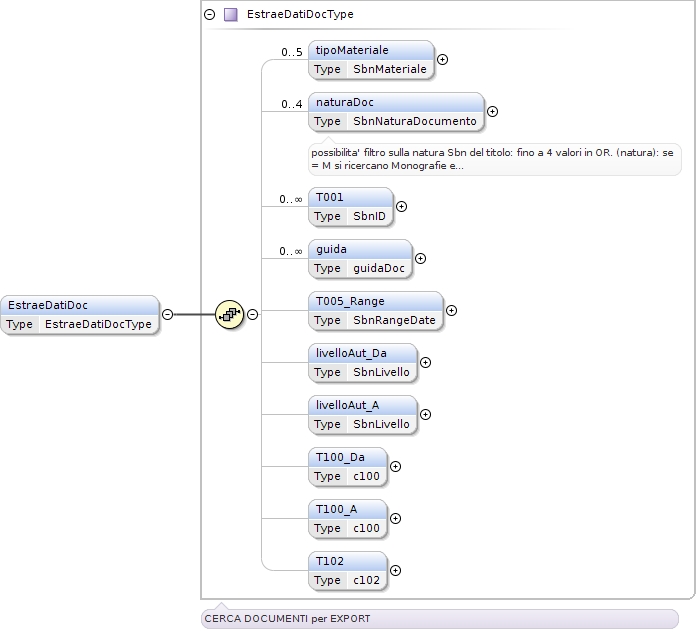 EstraeDatiDocType
0..5
tipoMateriale
Type SbnMateriale
0..4
naturaDoc
Type SbnNaturaDocumento
possibilita' filtro sulla natura Sbn del titolo: fino a 4 valori in OR. (natura): se
= M si ricercano Monografie e...
0..∞
T001
Type SbnID
0..∞
guida
Type guidaDoc
T005_Range
Type SbnRangeDate
EstraeDatiDoc
Type EstraeDatiDocType
livelloAut_Da
Type SbnLivello
livelloAut_A
Type SbnLivello
T100_Da
Type c100
T100_A
Type c100
T102
Type c102
CERCA DOCUMENTI per EXPORT